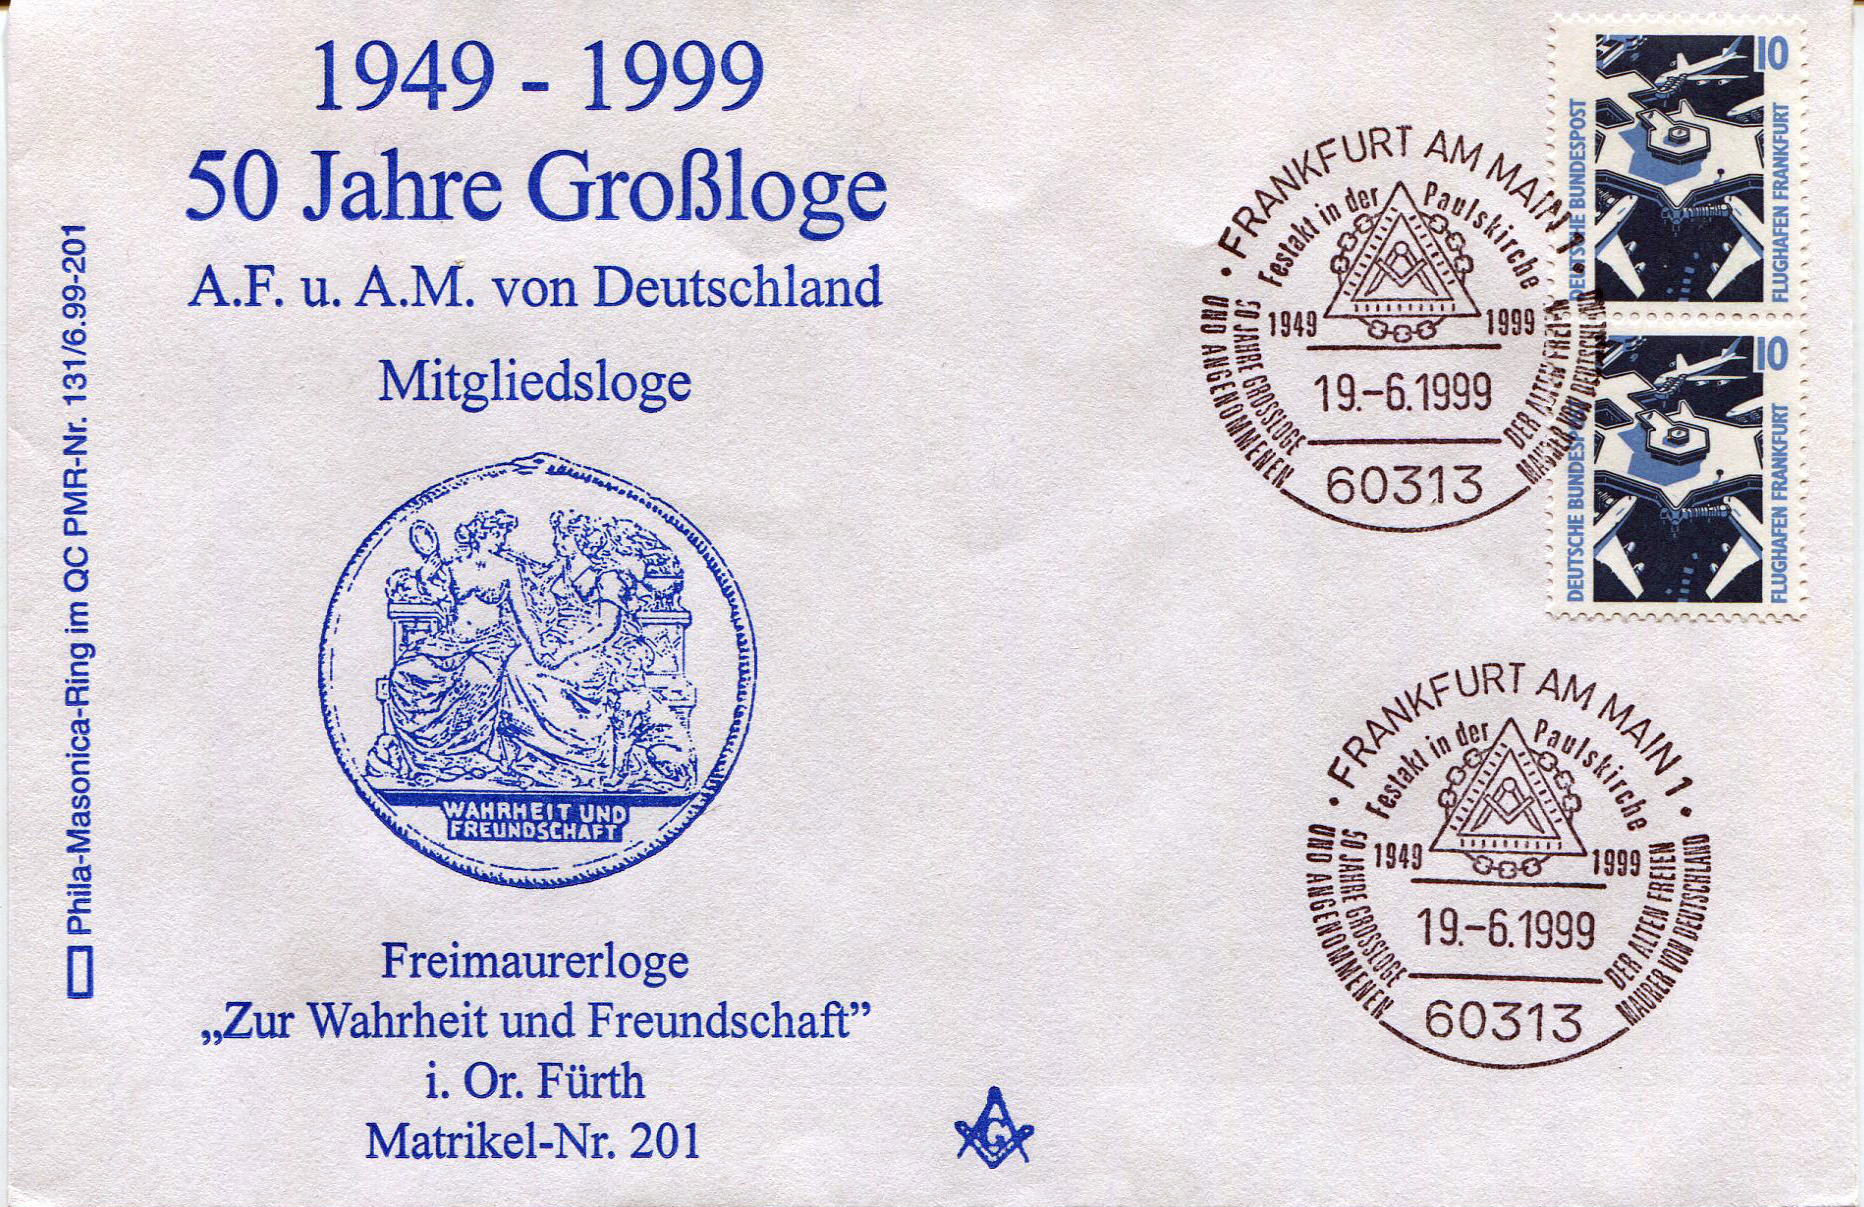 1949 - 1999
50 Jahre Großloge
A.F. u. A.M. von Deutschland
Mitgliedsloge
WAHRHEIT UND
FREUNDSCHAFT
Freimaurerloge
„Zur Wahrheit und Freundschaft”
i. Or. Fürth
Matrikel-Nr. 201
Phila-Masonica-Ring im QC PMR-Nr. 131/6.99-201
G
10
DEUTSCHE BUNDESPOST
FLUGHAFEN FRANKFURT
10
DEUTSCHE BUNDESPOST
FLUGHAFEN FRANKFURT
• FRANKFURT AM MAIN 1 •
Festakt in der Paulskirche
1949 1999
19.-6.1999
50 JAHRE GROSSLOGE DER ALTEN FREIEN
UND ANGENOMMENEN MAURER VON DEUTSCHLAND
60313
• FRANKFURT AM MAIN 1 •
Festakt in der Paulskirche
1949 1999
19.-6.1999
50 JAHRE GROSSLOGE DER ALTEN FREIEN
UND ANGENOMMENEN MAURER VON DEUTSCHLAND
60313